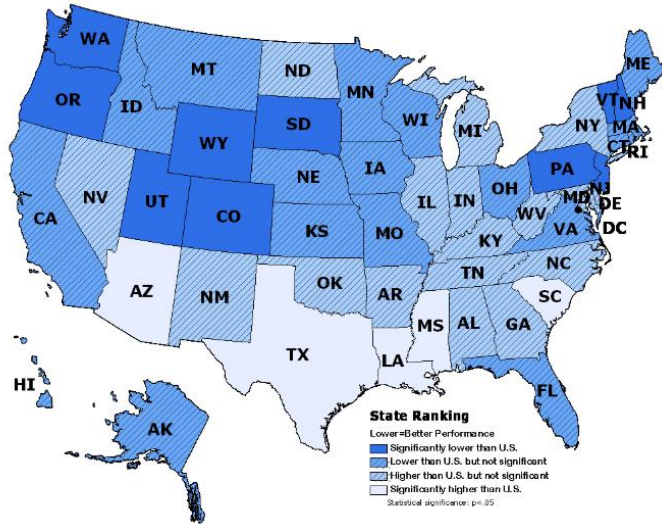 WA
MT
ND
MN
ME
OR
ID
WY
SD
WI
MI
VT
NH
NY
MA
CT
RI
NV
UT
CO
NE
IA
IL
IN
OH
PA
NJ
MD
DE
DC
WV
VA
CA
KS
MO
KY
NC
AZ
NM
OK
AR
TN
SC
TX
LA
MS
AL
GA
FL
HI
AK
State Ranking
Lower=Better Performance
Significantly lower than U.S.
Lower than U.S. but not significant
Higher than U.S. but not significant
Significantly higher than U.S.
Statistical significance: p<.05